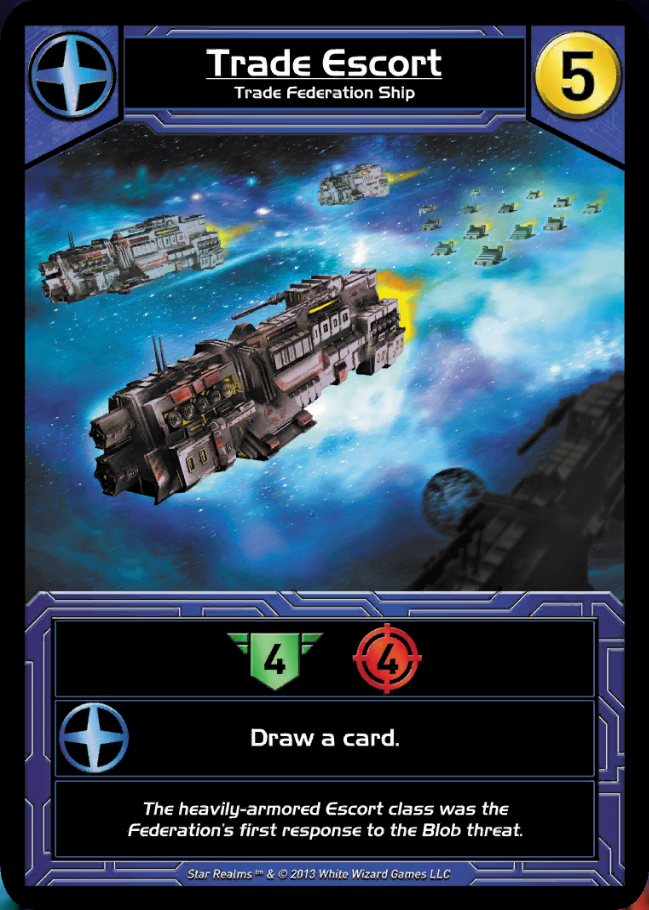 Trade Escort
Trade Federation Ship
5
4 4
Draw a card.
The heavily-armored Escort class was the
Federation's first response to the Blob threat.
Star Realms™ & © 2013 White Wizard Games LLC